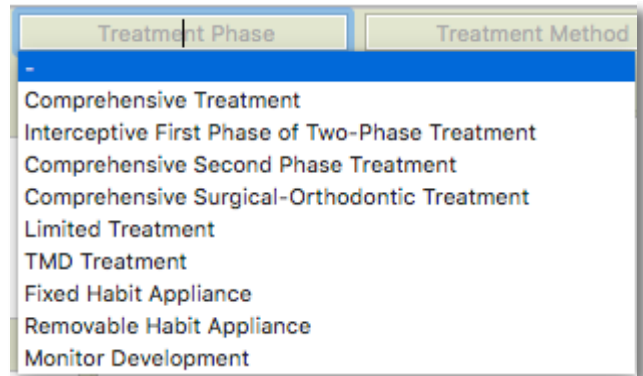 Treatment Phase Treatment Method
-
Comprehensive Treatment
Interceptive First Phase of Two-Phase Treatment
Comprehensive Second Phase Treatment
Comprehensive Surgical-Orthodontic Treatment
Limited Treatment
TMD Treatment
Fixed Habit Appliance
Removable Habit Appliance
Monitor Development